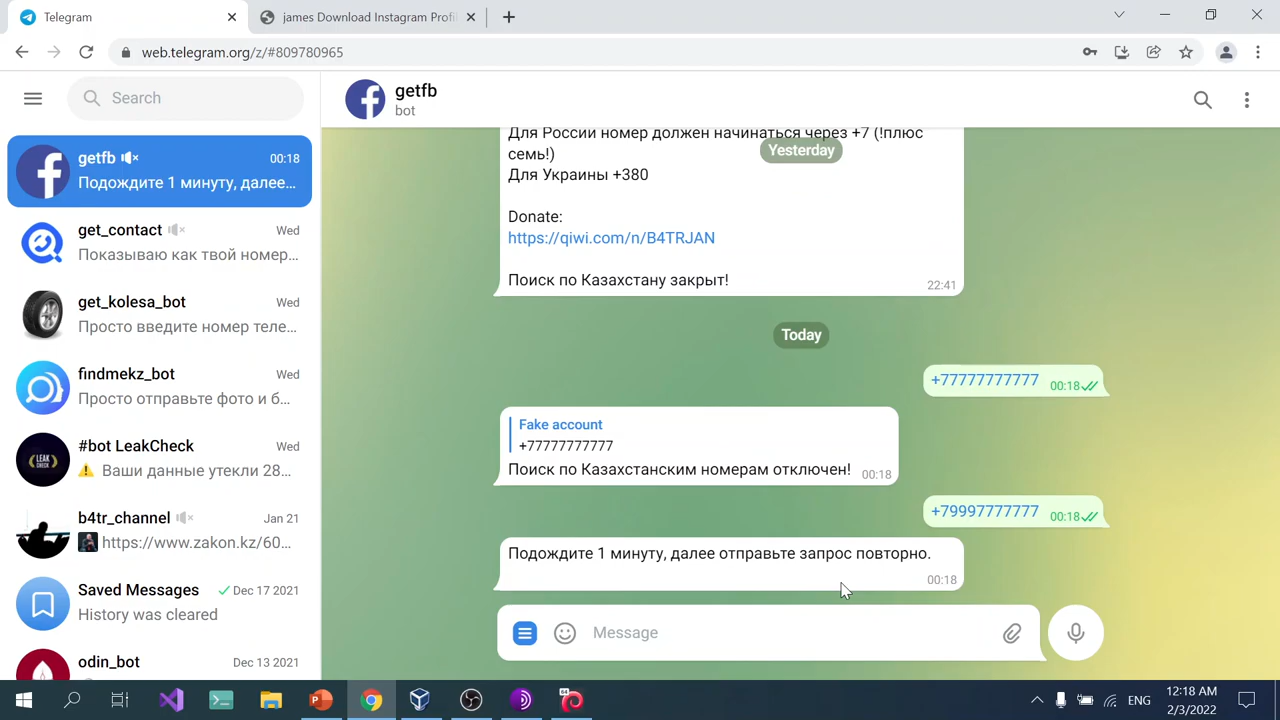 Telegram
james Download Instagram Profi
web.telegram.org/z/#809780965
Search
getfb
bot
getfb 00:18
Подождите 1 минуту, далее…
get_contact Wed
Показываю как твой номер…
get_kolesa_bot Wed
Просто введите номер теле…
findmekz_bot Wed
Просто отправьте фото и б…
#bot LeakCheck Wed
Ваши данные утекли 28…
b4tr_channel Jan 21
https://www.zakon.kz/60…
Saved Messages Dec 17 2021
History was cleared
odin_bot Dec 13 2021
Для России номер должен начинаться через +7 (!плюс
семь!)
Yesterday
Для Украины +380
Donate:
https://qiwi.com/n/B4TRJAN
Поиск по Казахстану закрыт!
22:41
Today
+77777777777 00:18
Fake account
+77777777777
Поиск по Казахстанским номерам отключен! 00:18
+79997777777 00:18
Подождите 1 минуту, далее отправьте запрос повторно.
00:18
Message
ENG
12:18 AM
2/3/2022